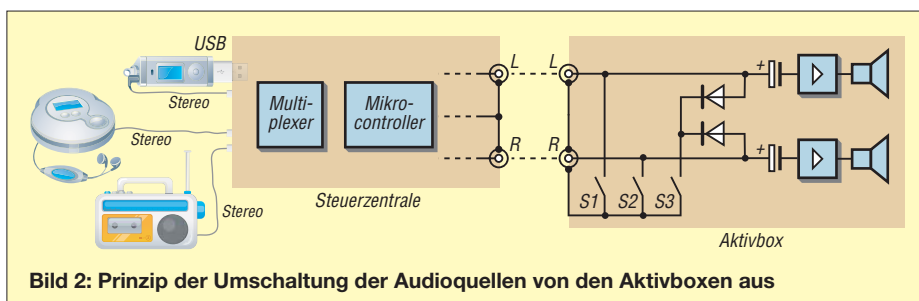 USB
Stereo
Stereo
Stereo
Multi-
plexer
Mikro-
controller
Steuerzentrale
L
R
L
R
S1
S2
S3
+
+
Aktivbox
Bild 2: Prinzip der Umschaltung der Audioquellen von den Aktivboxen aus